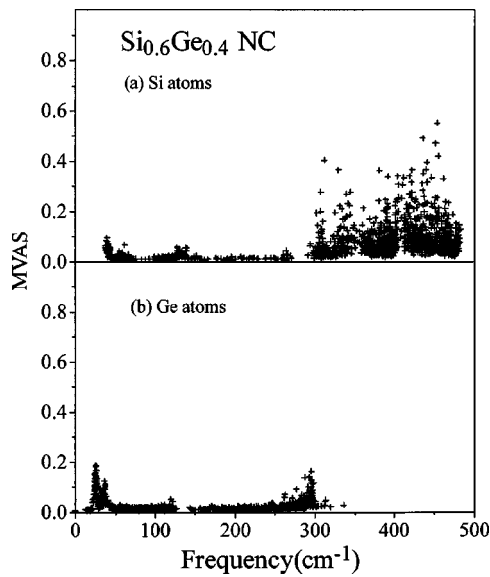 Si₀.₆Ge₀.₄ NC
(a) Si atoms
0.8
0.6
0.4
0.2
0.0
MVAS
(b) Ge atoms
0.8
0.6
0.4
0.2
0.0
0 100 200 300 400 500
Frequency(cm⁻¹)